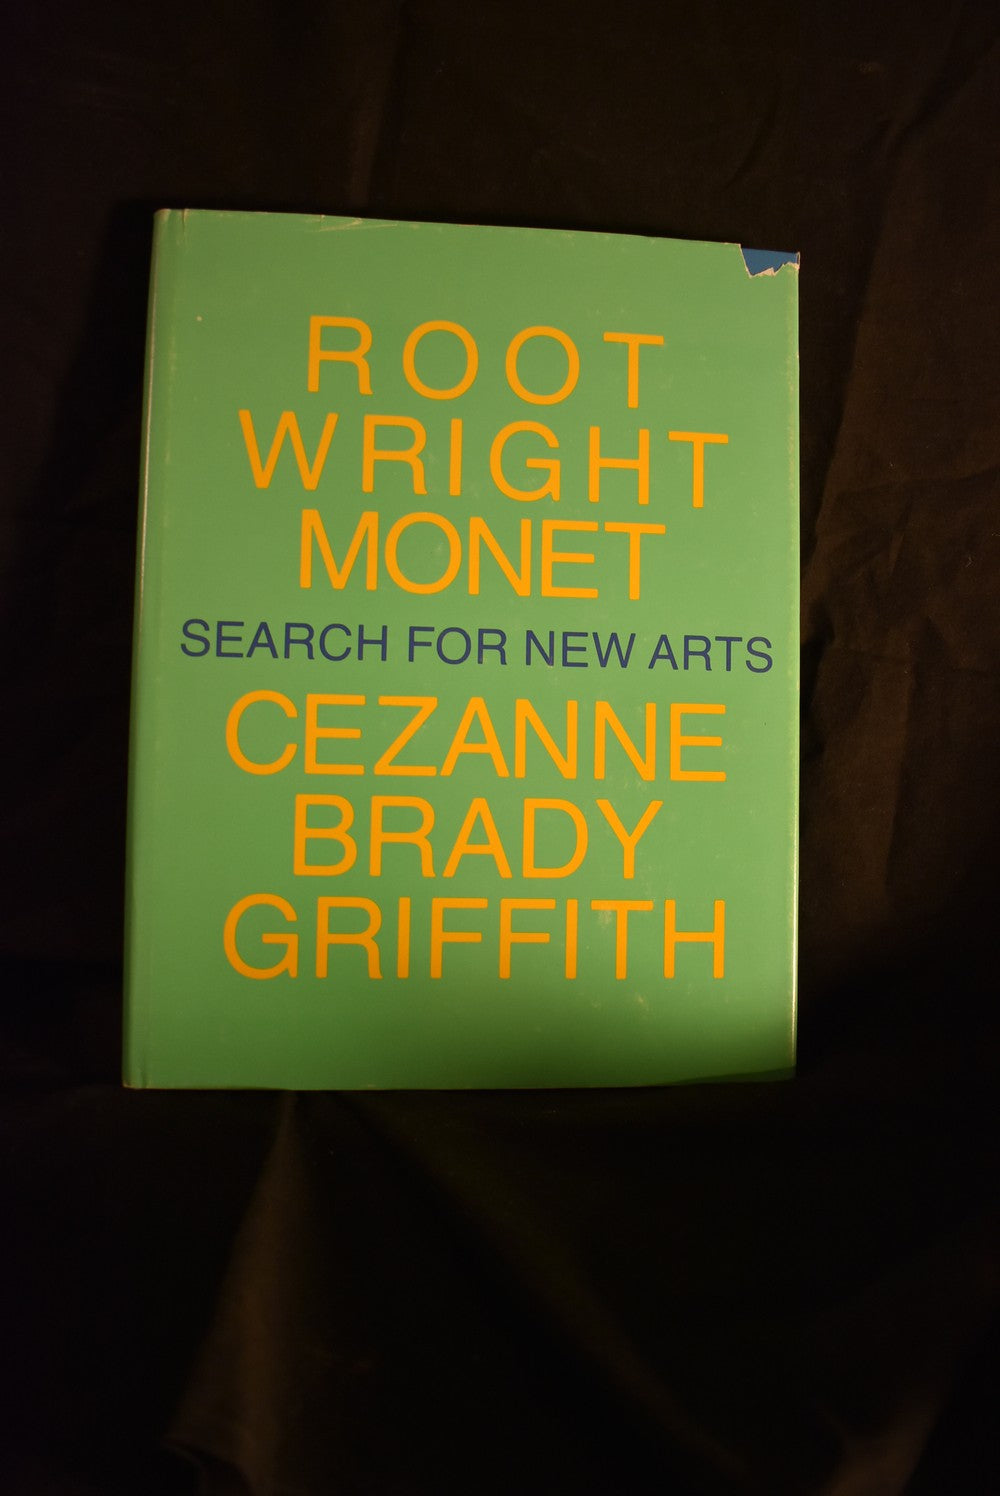 ROOT
WRIGHT
MONET
SEARCH FOR NEW ARTS
CEZANNE
BRADY
GRIFFITH